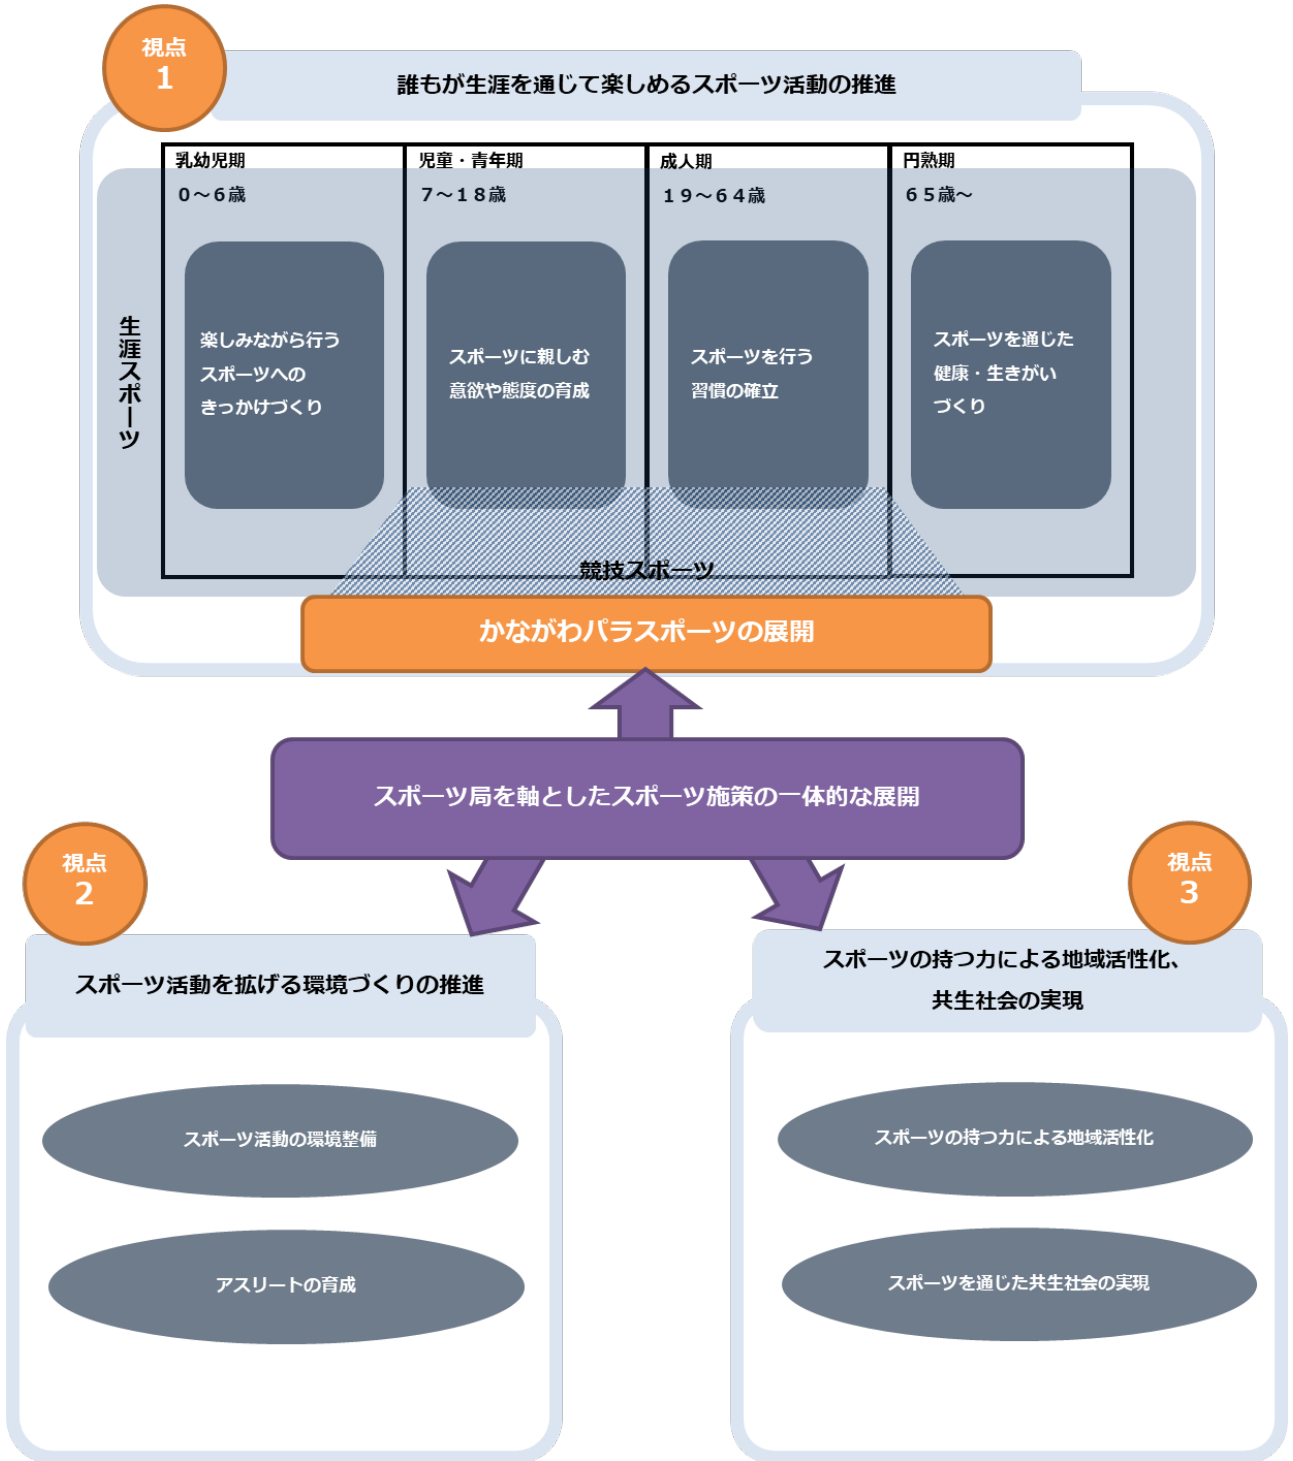 視点
1
誰もが生涯を通じて楽しめるスポーツ活動の推進
乳幼児期
０～６歳
児童・青年期
７～１８歳
成人期
１９～６４歳
円熟期
６５歳～
生涯スポーツ
楽しみながら行う
スポーツへの
きっかけづくり
スポーツに親しむ
意欲や態度の育成
スポーツを行う
習慣の確立
スポーツを通じた
健康・生きがい
づくり
競技スポーツ
かながわパラスポーツの展開
スポーツ局を軸としたスポーツ施策の一体的な展開
視点
2
スポーツ活動を拡げる環境づくりの推進
スポーツ活動の環境整備
アスリートの育成
視点
3
スポーツの持つ力による地域活性化、
共生社会の実現
スポーツの持つ力による地域活性化
スポーツを通じた共生社会の実現